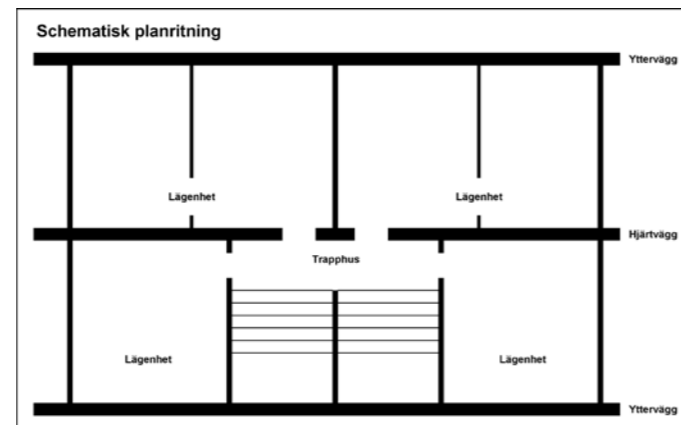 Schematisk planritning
Yttervägg
Lägenhet
Lägenhet
Hjärtvägg
Trapphus
Lägenhet
Lägenhet
Yttervägg